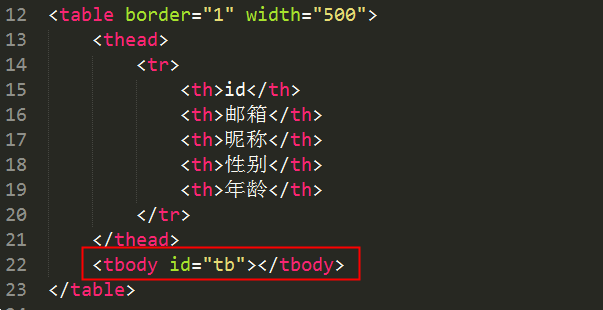 12 <table border="1" width="500">
13     <thead>
14         <tr>
15             <th>id</th>
16             <th>邮箱</th>
17             <th>昵称</th>
18             <th>性别</th>
19             <th>年龄</th>
20         </tr>
21     </thead>
22     <tbody id="tb"></tbody>
23 </table>